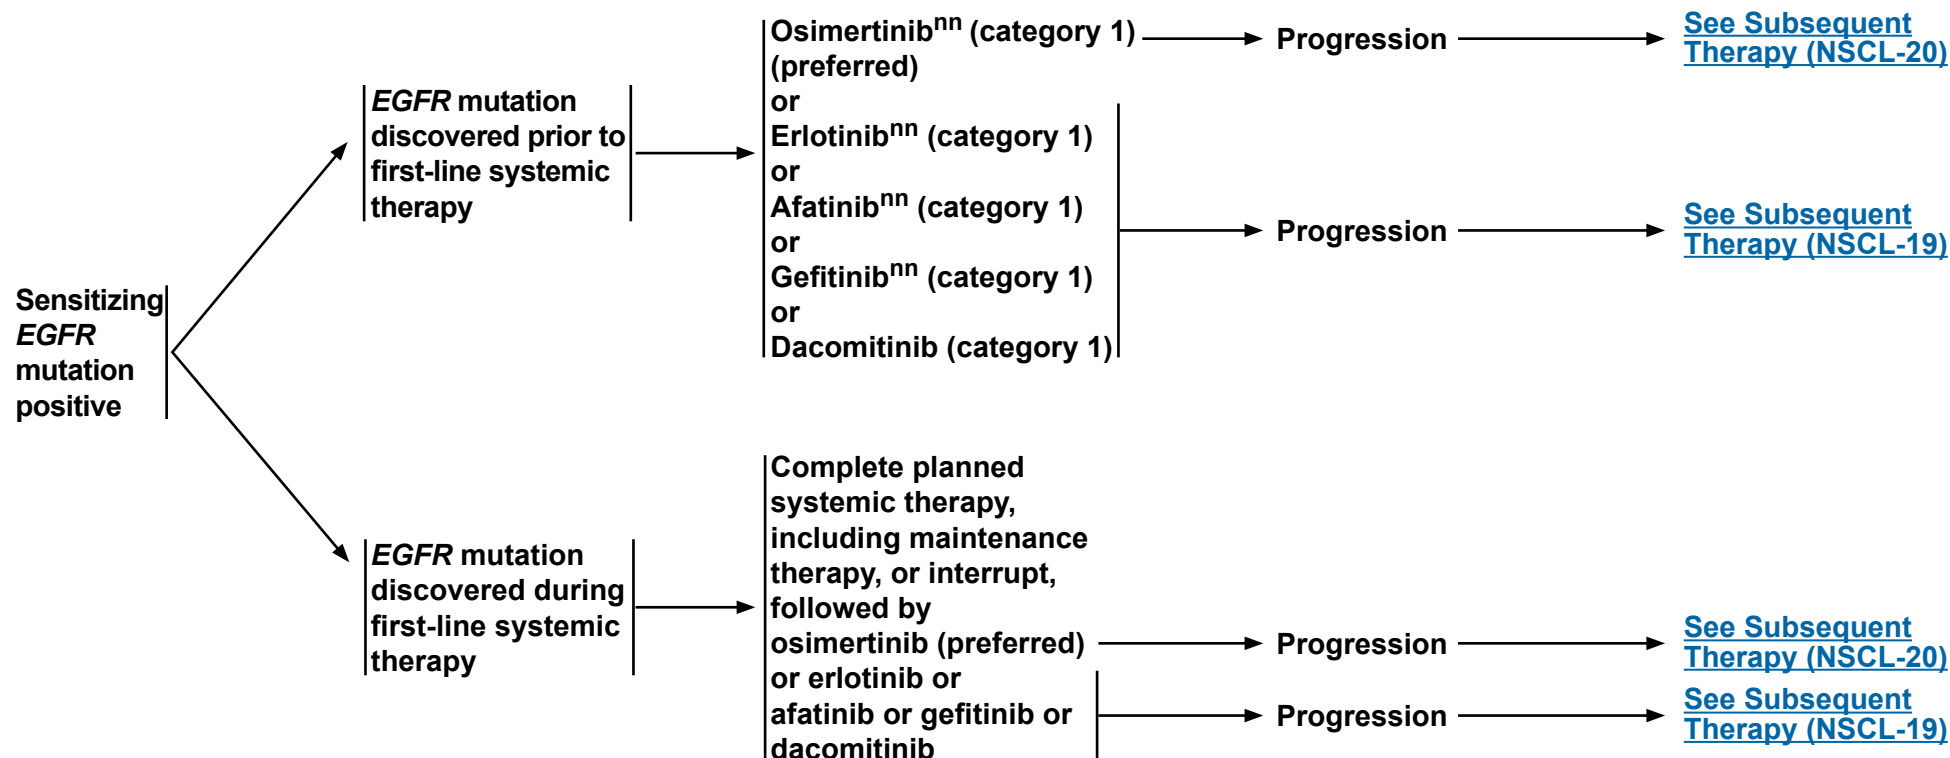 Sensitizing
EGFR
mutation
positive
EGFR mutation
discovered prior to
first-line systemic
therapy
Osimertinibnn (category 1)
(preferred)
or
Erlotinibnn (category 1)
or
Afatinibnn (category 1)
or
Gefitinibnn (category 1)
or
Dacomitinib (category 1)
Progression
See Subsequent
Therapy (NSCL-20)
Progression
See Subsequent
Therapy (NSCL-19)
EGFR mutation
discovered during
first-line systemic
therapy
Complete planned
systemic therapy,
including maintenance
therapy, or interrupt,
followed by
osimertinib (preferred)
or erlotinib or
afatinib or gefitinib or
dacomitinib
Progression
See Subsequent
Therapy (NSCL-20)
Progression
See Subsequent
Therapy (NSCL-19)